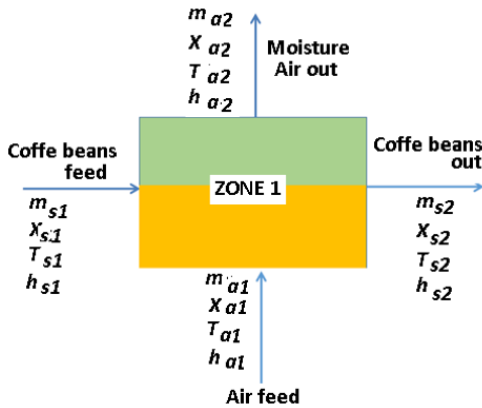 m a2
X a2
T a2
h a2
Moisture
Air out
Coffe beans
feed
m s1
X s1
T s1
h s1
ZONE 1
Coffe beans
out
m s2
X s2
T s2
h s2
m a1
X a1
T a1
h a1
Air feed